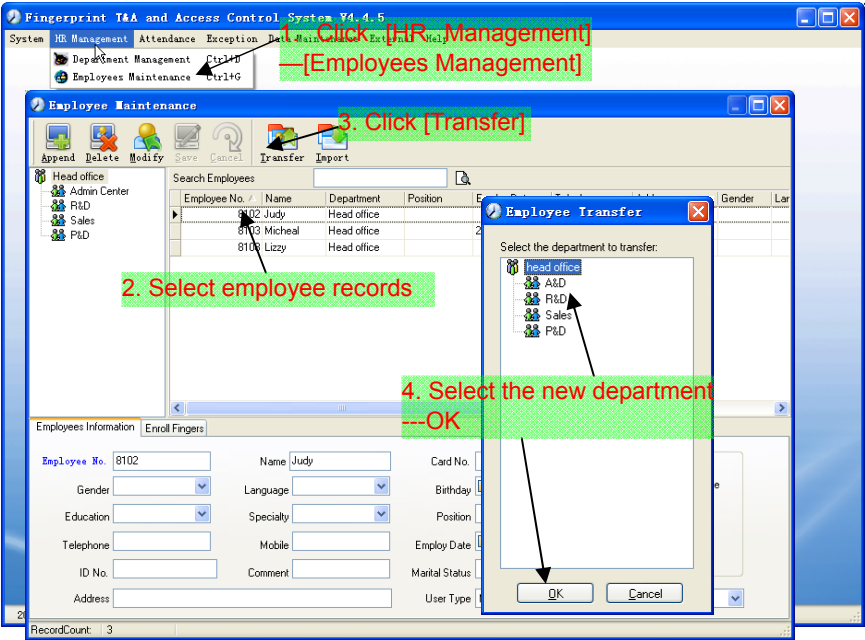 Fingerprint T&A and Access Control System V4.4.5
System HR Management Attendance Exception Data Maintenance External Help
1. Click [HR Management]
—[Employees Management]
Department Management Ctrl+D
Employees Maintenance Ctrl+G
Employee Maintenance
3. Click [Transfer]
Append Delete Modify Save Cancel Transfer Import
Head office
Admin Center
R&D
Sales
P&D
Search Employees
Employee No. Name Department Position Gender Lan
8102 Judy Head office
8103 Micheal Head office 2
8108 Lizzy Head office
2. Select employee records
Employee Transfer
Select the department to transfer:
head office
A&D
R&D
Sales
P&D
4. Select the new department
---OK
OK Cancel
Employees Information Enroll Fingers
Employee No. 8102 Name Judy Card No.
Gender Language Birthday
Education Specialty Position
Telephone Mobile Employ Date
ID No. Comment Marital Status
Address User Type
RecordCount: 3